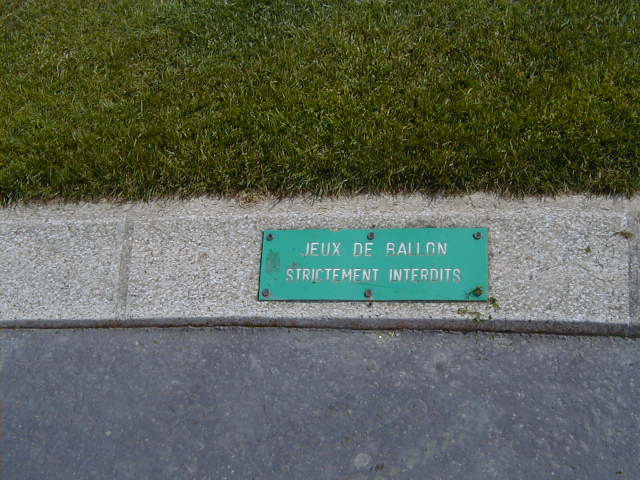 JEUX DE BALLON
STRICTEMENT INTERDITS